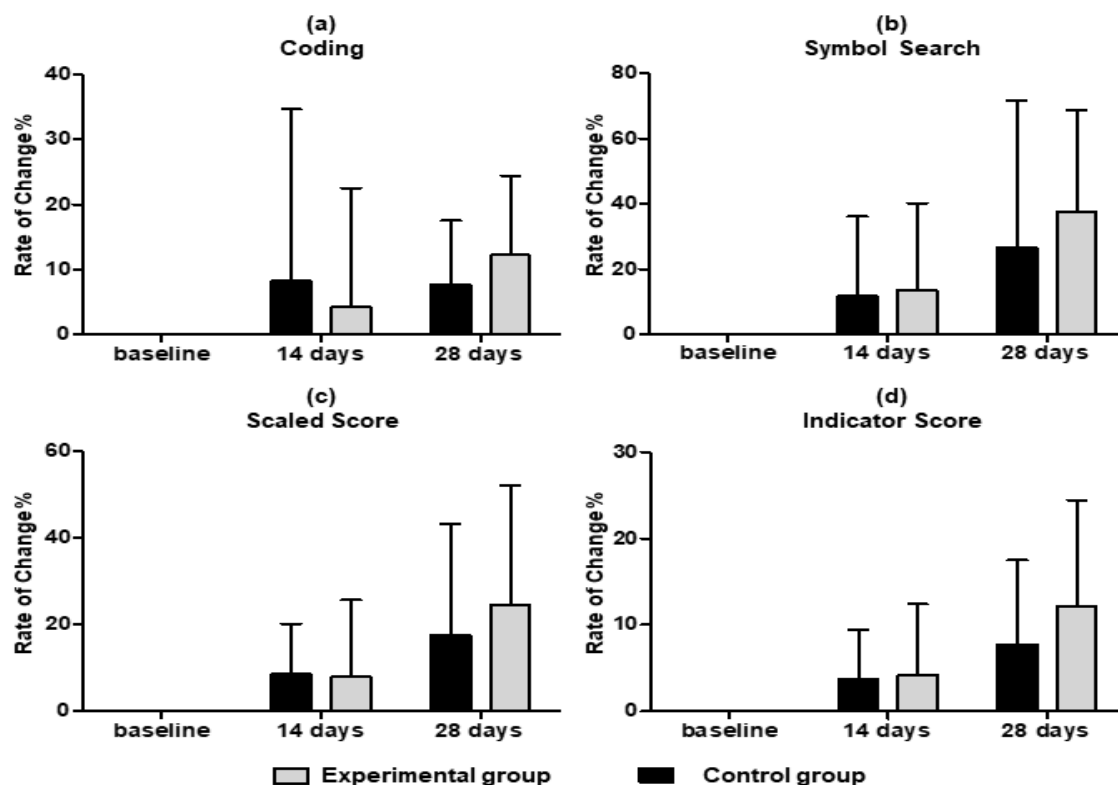 (a)
Coding
40
30
20
10
0
Rate of Change%
baseline 14 days 28 days
(b)
Symbol Search
80
60
40
20
0
Rate of Change%
baseline 14 days 28 days
(c)
Scaled Score
60
40
20
0
Rate of Change%
baseline 14 days 28 days
(d)
Indicator Score
30
20
10
0
Rate of Change%
baseline 14 days 28 days
Experimental group Control group